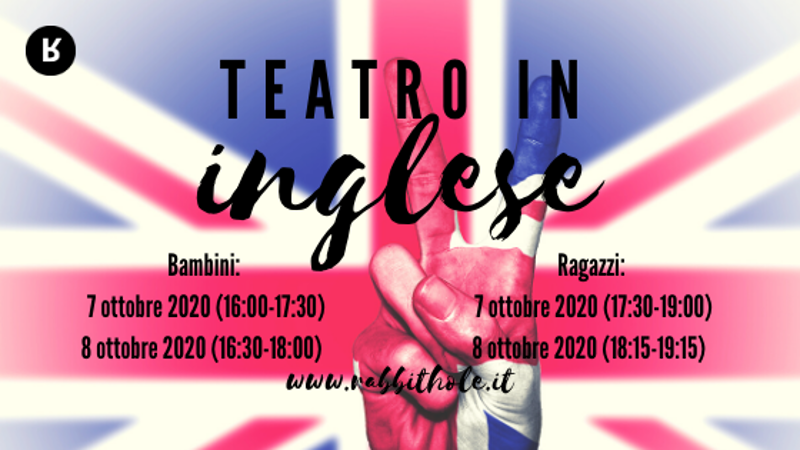 R
TEATRO IN
inglese
Bambini:
7 ottobre 2020 (16:00-17:30)
8 ottobre 2020 (16:30-18:00)
Ragazzi:
7 ottobre 2020 (17:30-19:00)
8 ottobre 2020 (18:15-19:15)
www.rabbithole.it